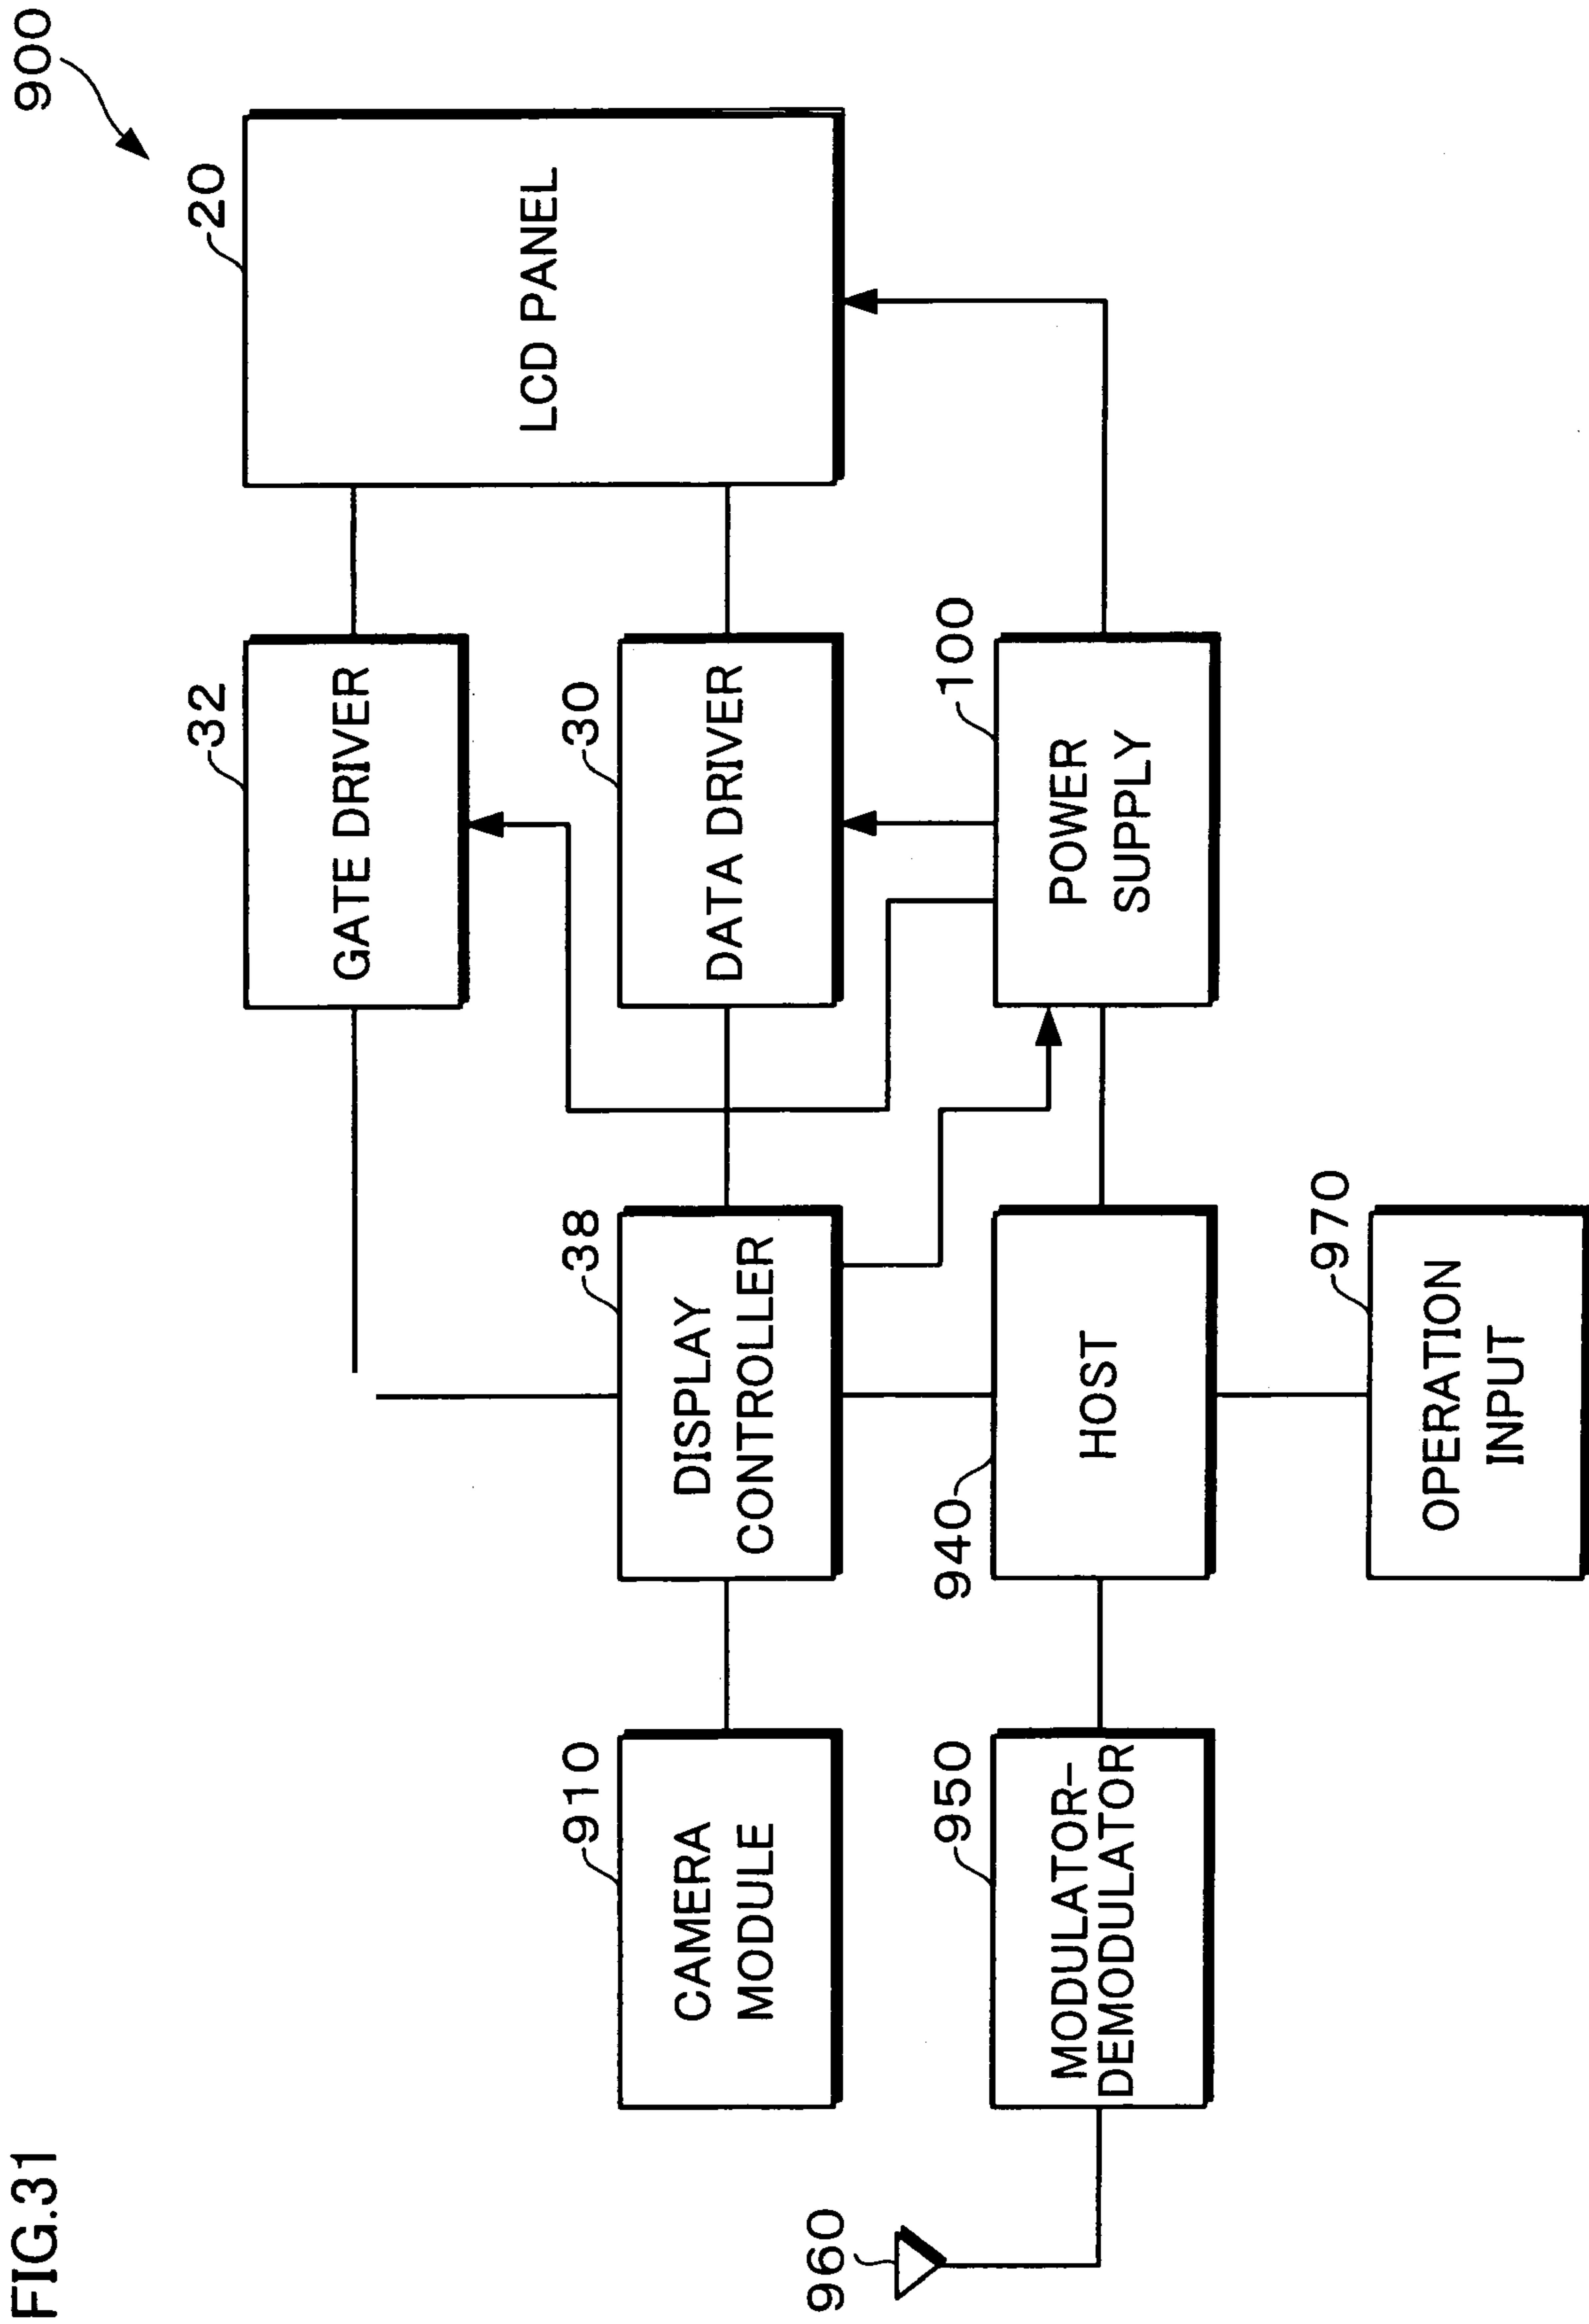 FIG.31
900
20
LCD PANEL
32
GATE DRIVER
30
DATA DRIVER
100
POWER
SUPPLY
38
DISPLAY
CONTROLLER
940
HOST
970
OPERATION
INPUT
910
CAMERA
MODULE
950
MODULATOR–
DEMODULATOR
960